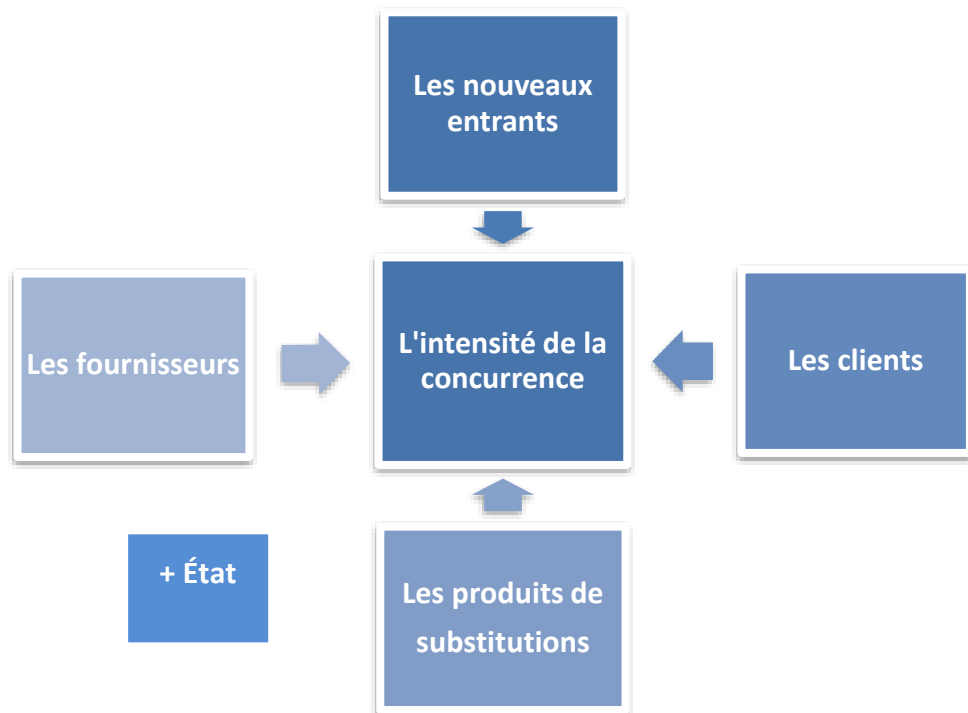 Les nouveaux
entrants
Les fournisseurs
L'intensité de la
concurrence
Les clients
+ État
Les produits de
substitutions